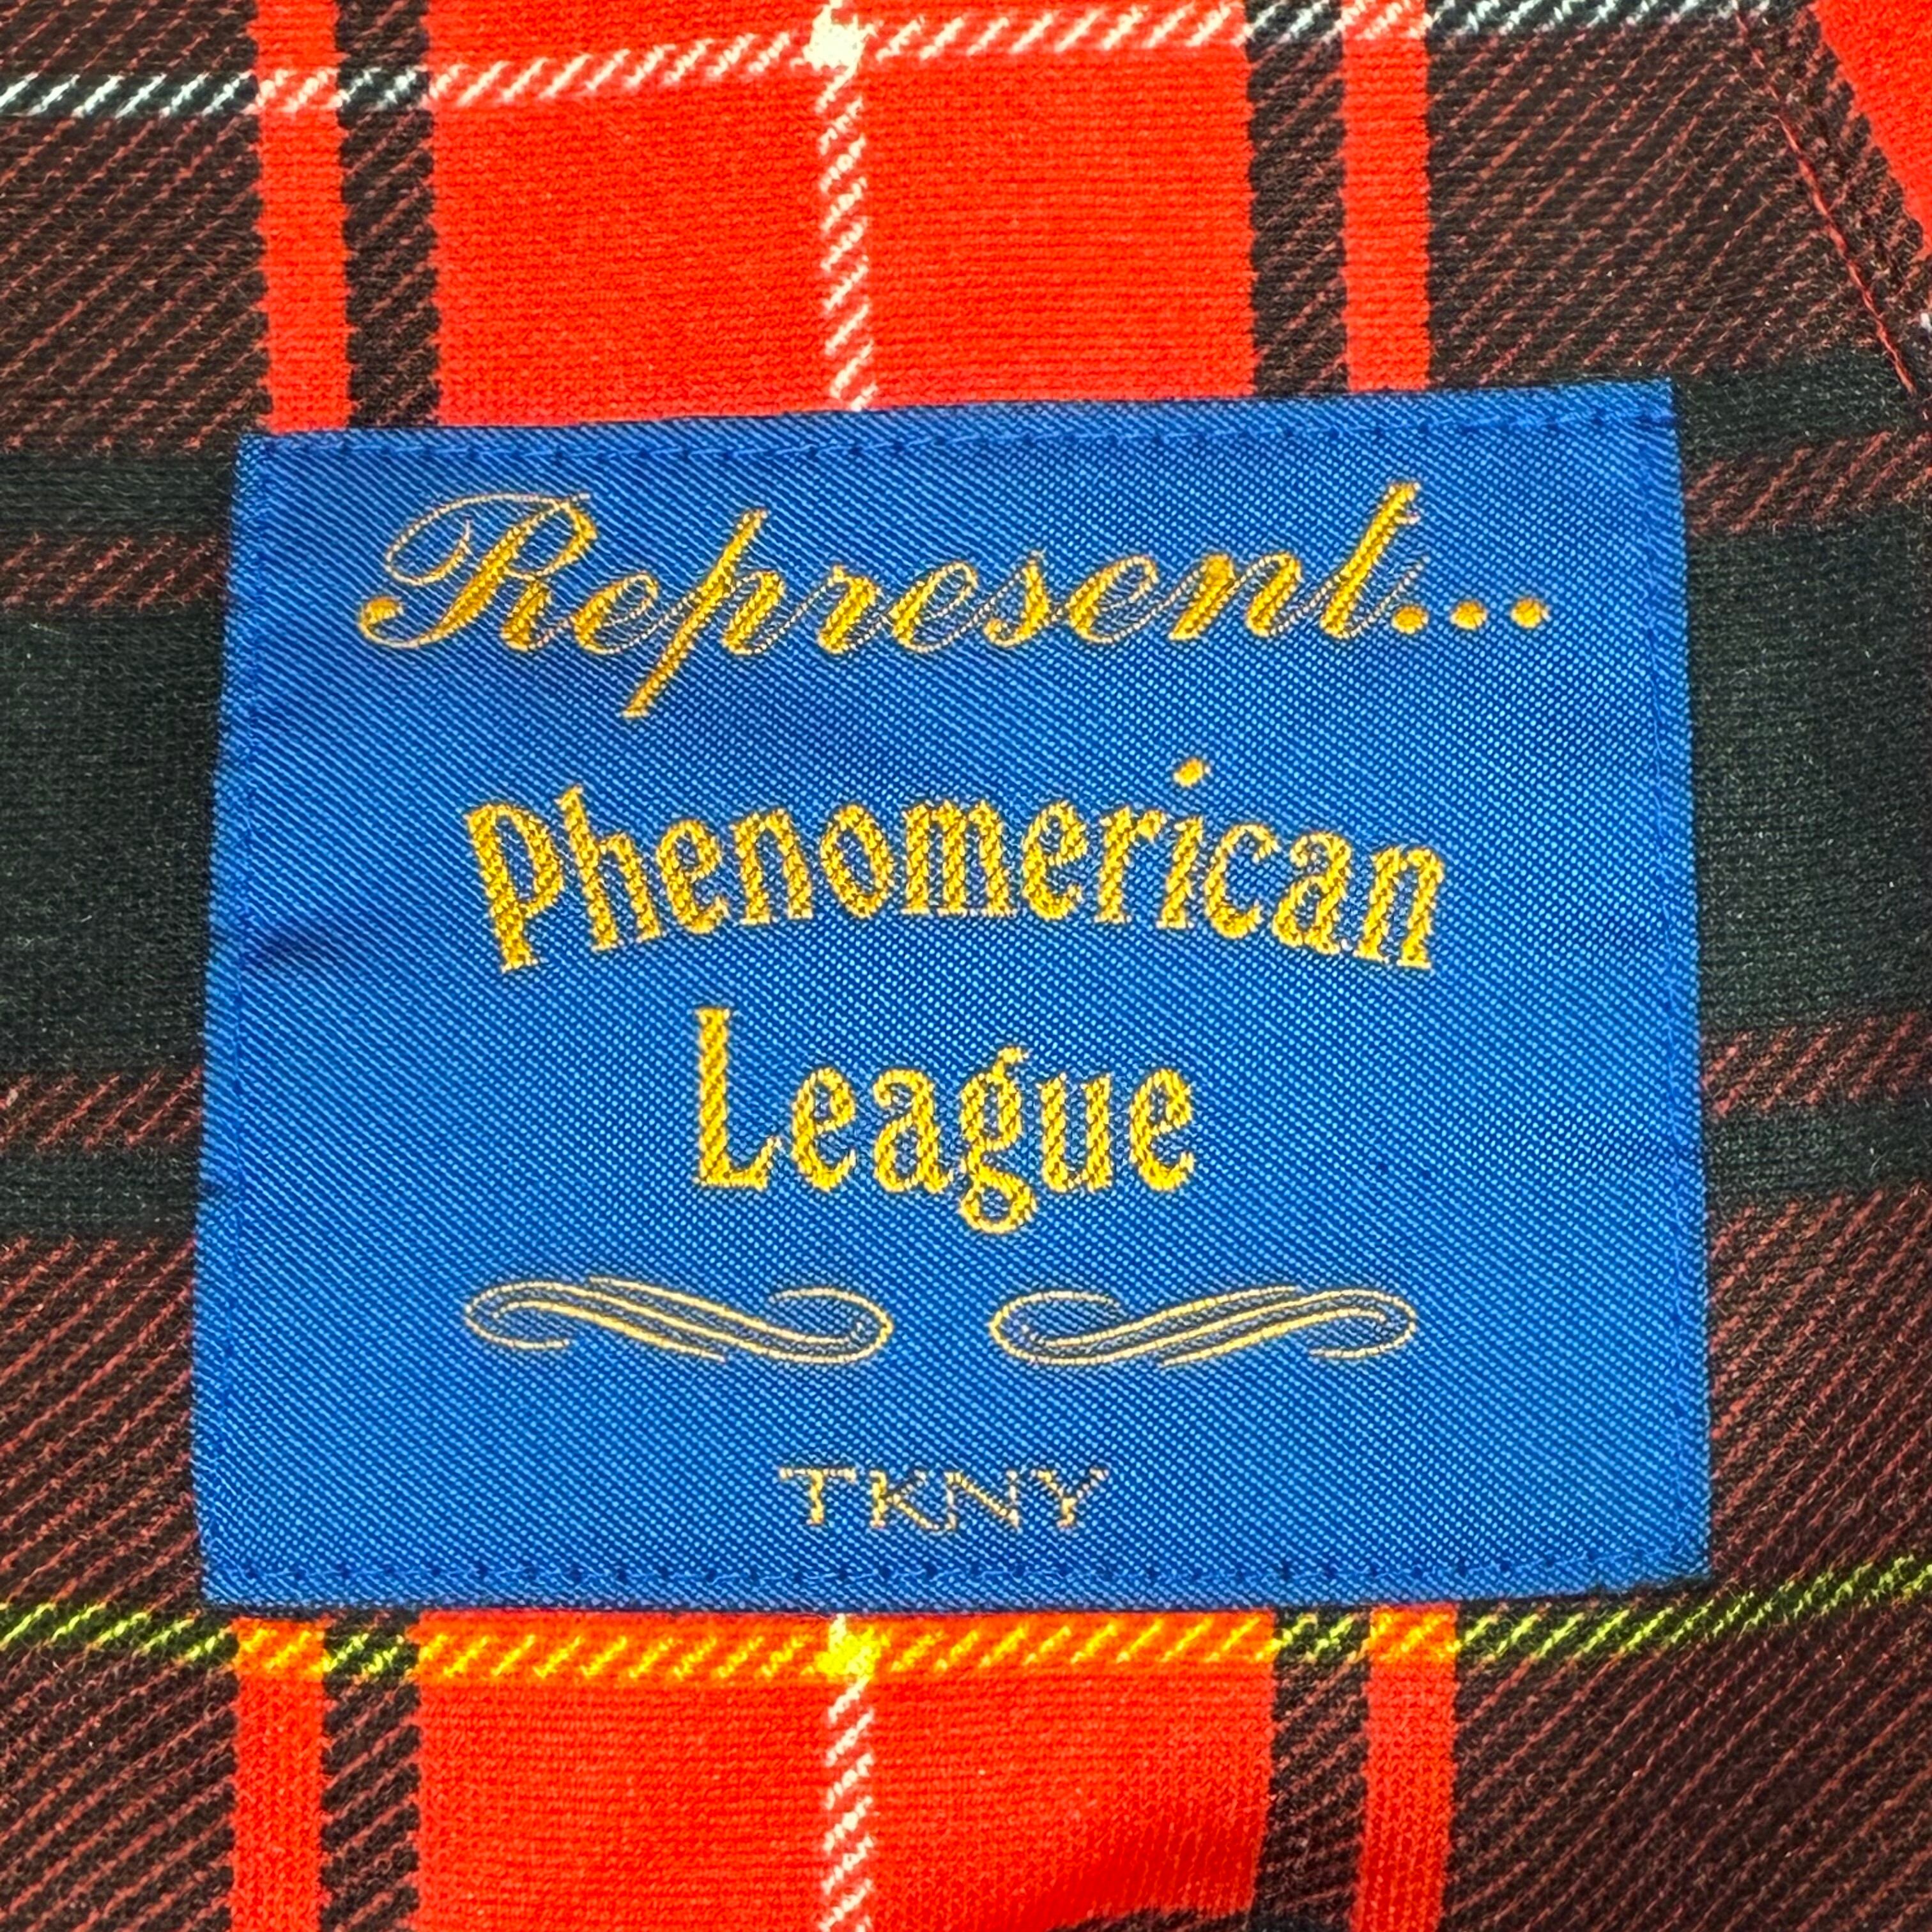 Represent...
Phenomerican
League
TKNY